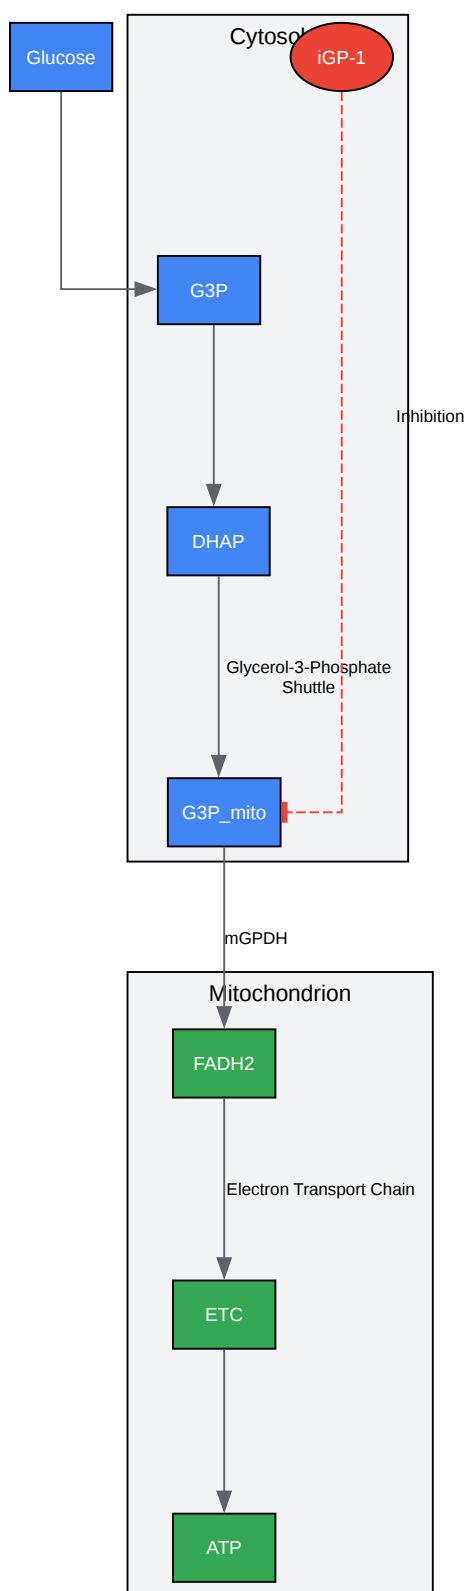 Cytosol
Glucose
iGP-1
G3P
Inhibition
DHAP
Glycerol-3-Phosphate
Shuttle
G3P_mito
mGPDH
Mitochondrion
FADH2
Electron Transport Chain
ETC
ATP